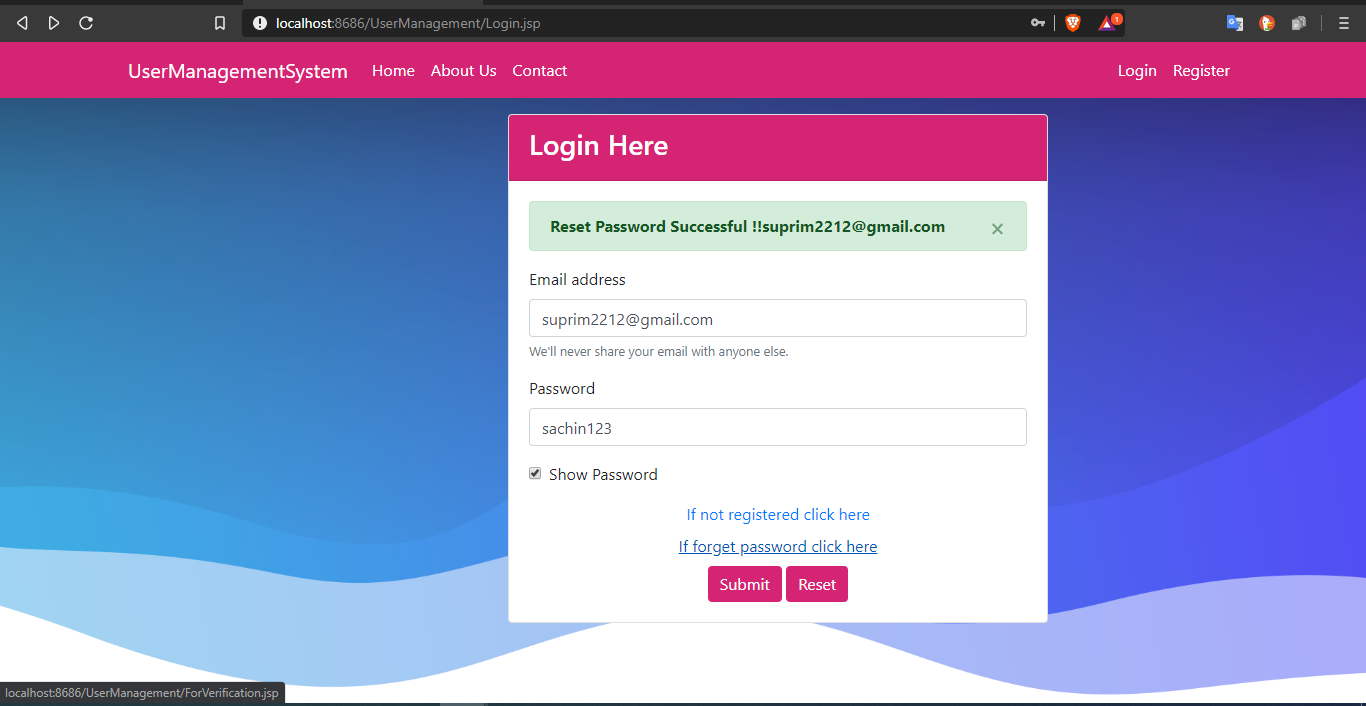 localhost:8686/UserManagement/Login.jsp
1
UserManagementSystem Home About Us Contact Login Register
Login Here
Reset Password Successful !!suprim2212@gmail.com ×
Email address
suprim2212@gmail.com
We'll never share your email with anyone else.
Password
sachin123
Show Password
If not registered click here
If forget password click here
Submit Reset
localhost:8686/UserManagement/ForVerification.jsp